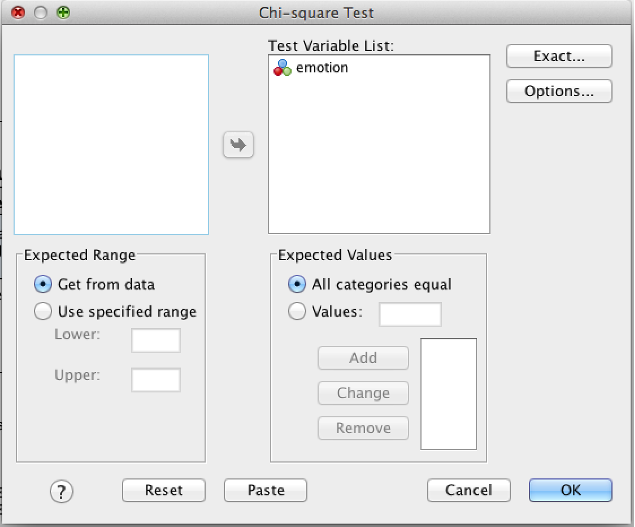 Chi-square Test
Test Variable List:
emotion
Exact...
Options...
Expected Range
Get from data
Use specified range
Lower:
Upper:
Expected Values
All categories equal
Values:
Add
Change
Remove
?
Reset
Paste
Cancel
OK